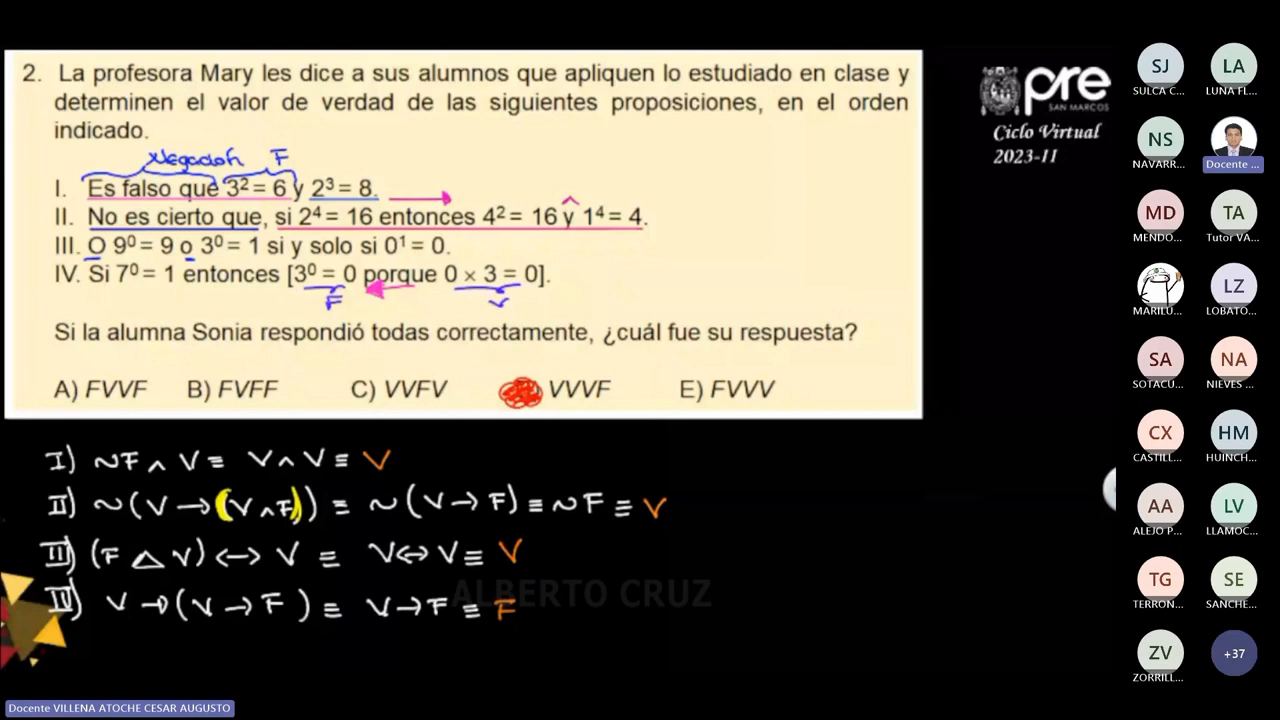 2. La profesora Mary les dice a sus alumnos que apliquen lo estudiado en clase y
determinen el valor de verdad de las siguientes proposiciones, en el orden
indicado.
Negación F
I. Es falso que 3² = 6 y 2³ = 8.
^
II. No es cierto que, si 2⁴ = 16 entonces 4² = 16 y 1⁴ = 4.
III. O 9⁰ = 9 o 3⁰ = 1 si y solo si 0¹ = 0.
IV. Si 7⁰ = 1 entonces [3⁰ = 0 porque 0 × 3 = 0].
F V
Si la alumna Sonia respondió todas correctamente, ¿cuál fue su respuesta?
A) FVVF B) FVFF C) VVFV VVVF E) FVVV
I) ~F ∧ V ≡ V ∧ V ≡ V
II) ~(V → (V ∧ F)) ≡ ~(V → F) ≡ ~F ≡ V
III) (F △ V) ↔ V ≡ V ↔ V ≡ V
IV) V → (V → F) ≡ V → F ≡ F
ALBERTO CRUZ
pre
SAN MARCOS
Ciclo Virtual
2023-II
SJ LA
SULCA C... LUNA FL...
NS
NAVARR... Docente ...
MD TA
MENDO... Tutor VA...
LZ
MARILÚ... LOBATO...
SA NA
SOTACU... NIEVES ...
CX HM
CASTILL... HUINCH...
AA LV
ALEJO P... LLAMOC...
TG SE
TERRON... SANCHE...
ZV +37
ZORRILL...
Docente VILLENA ATOCHE CESAR AUGUSTO